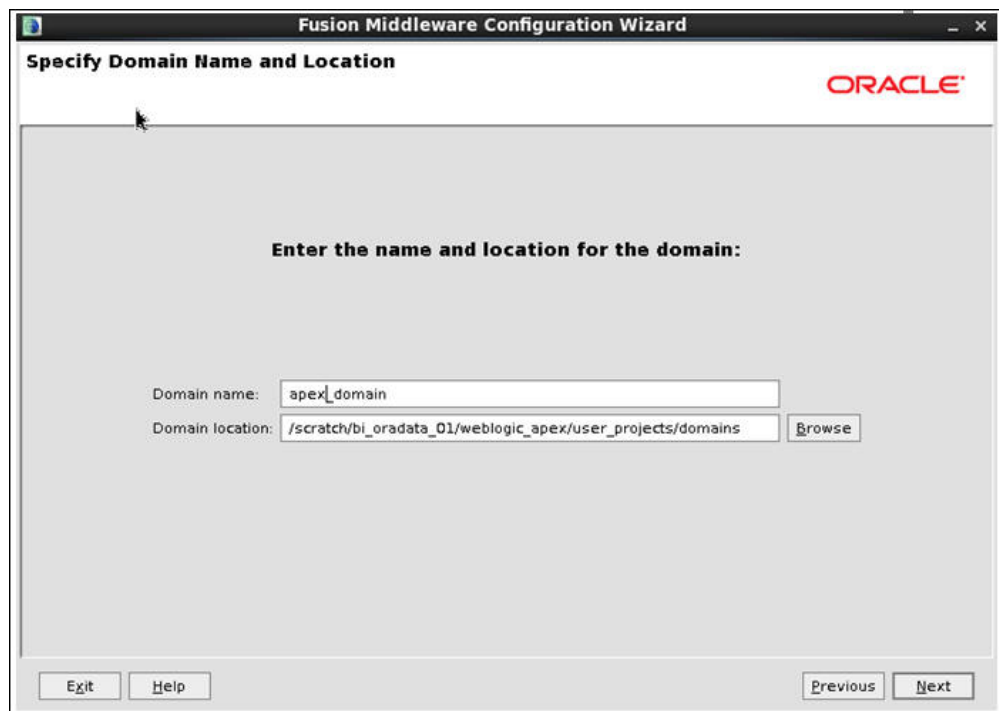 Fusion Middleware Configuration Wizard
Specify Domain Name and Location
ORACLE
Enter the name and location for the domain:
Domain name: apex_domain
Domain location: /scratch/bi_oradata_01/weblogic_apex/user_projects/domains Browse
Exit Help Previous Next